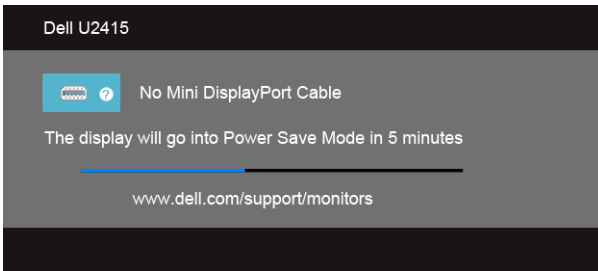 Dell U2415
? No Mini DisplayPort Cable
The display will go into Power Save Mode in 5 minutes
www.dell.com/support/monitors